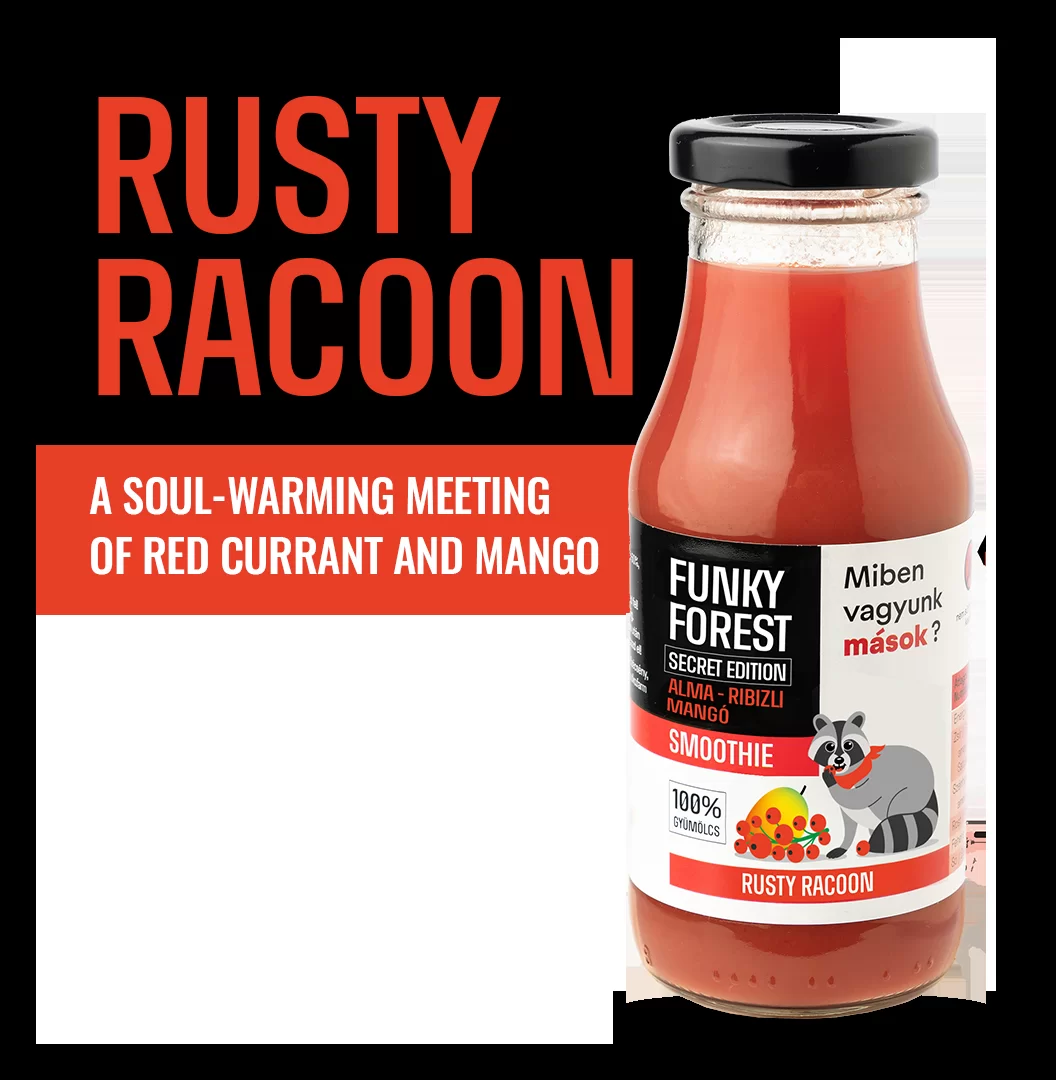 RUSTY
RACOON
A SOUL-WARMING MEETING
OF RED CURRANT AND MANGO
FUNKY
FOREST
SECRET EDITION
ALMA - RIBIZLI
MANGÓ
SMOOTHIE
100%
GYÜMÖLCS
RUSTY RACOON
Miben
vagyunk
mások?